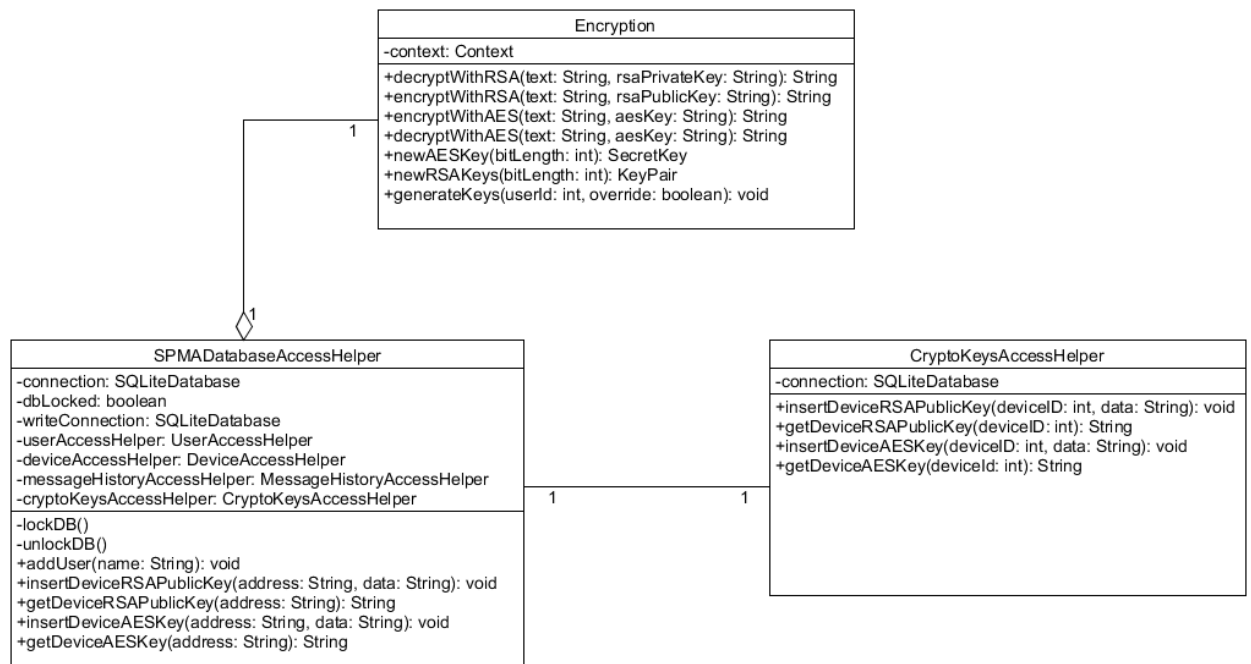 Encryption
-context: Context
+decryptWithRSA(text: String, rsaPrivateKey: String): String
+encryptWithRSA(text: String, rsaPublicKey: String): String
+encryptWithAES(text: String, aesKey: String): String
+decryptWithAES(text: String, aesKey: String): String
+newAESKey(bitLength: int): SecretKey
+newRSAKeys(bitLength: int): KeyPair
+generateKeys(userId: int, override: boolean): void
1
1
SPMADatabaseAccessHelper
-connection: SQLiteDatabase
-dbLocked: boolean
-writeConnection: SQLiteDatabase
-userAccessHelper: UserAccessHelper
-deviceAccessHelper: DeviceAccessHelper
-messageHistoryAccessHelper: MessageHistoryAccessHelper
-cryptoKeysAccessHelper: CryptoKeysAccessHelper
-lockDB()
-unlockDB()
+addUser(name: String): void
+insertDeviceRSAPublicKey(address: String, data: String): void
+getDeviceRSAPublicKey(address: String): String
+insertDeviceAESKey(address: String, data: String): void
+getDeviceAESKey(address: String): String
1
1
CryptoKeysAccessHelper
-connection: SQLiteDatabase
+insertDeviceRSAPublicKey(deviceID: int, data: String): void
+getDeviceRSAPublicKey(deviceID: int): String
+insertDeviceAESKey(deviceID: int, data: String): void
+getDeviceAESKey(deviceId: int): String